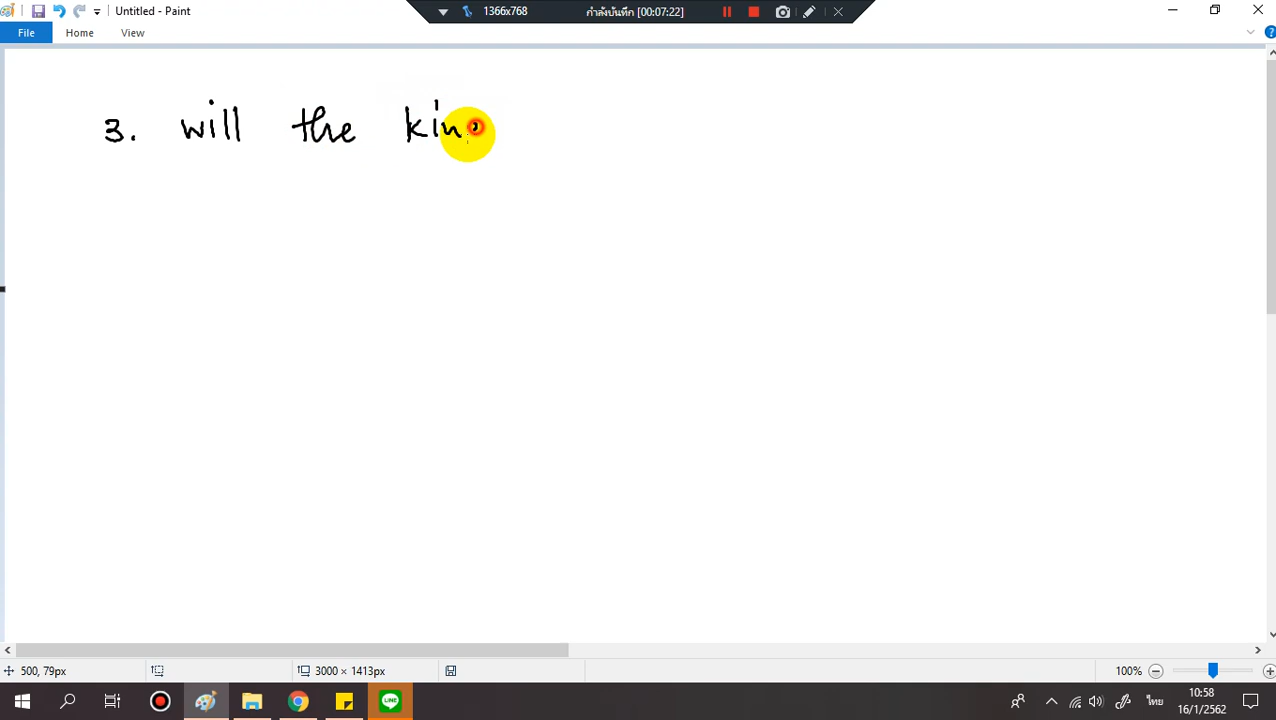 Untitled - Paint
1366x768
กำลังบันทึก [00:07:22]
File Home View
3. will the kin
500, 79px
3000 × 1413px
100%
LINE
ไทย
10:58
16/1/2562